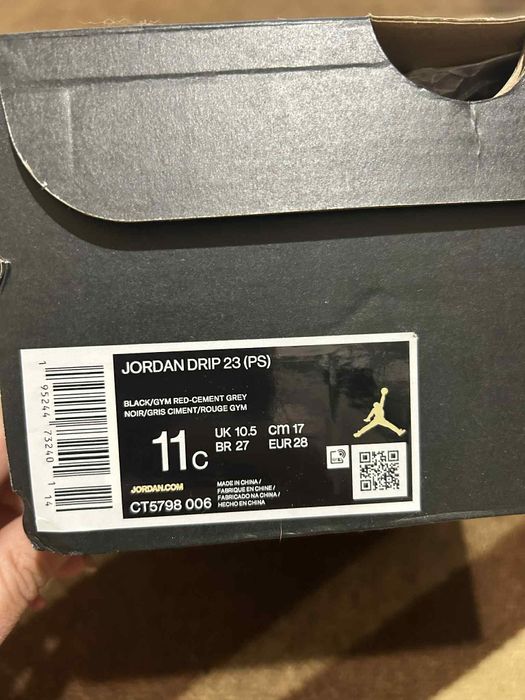 JORDAN DRIP 23 (PS)
BLACK/GYM RED-CEMENT GREY
NOIR/GRIS CIMENT/ROUGE GYM
11C
UK 10.5 CM 17
BR 27 EUR 28
JORDAN.COM
CT5798 006
MADE IN CHINA /
FABRIQUE EN CHINE /
FABRICADO NA CHINA /
HECHO EN CHINA
1 95244 73240 1 14